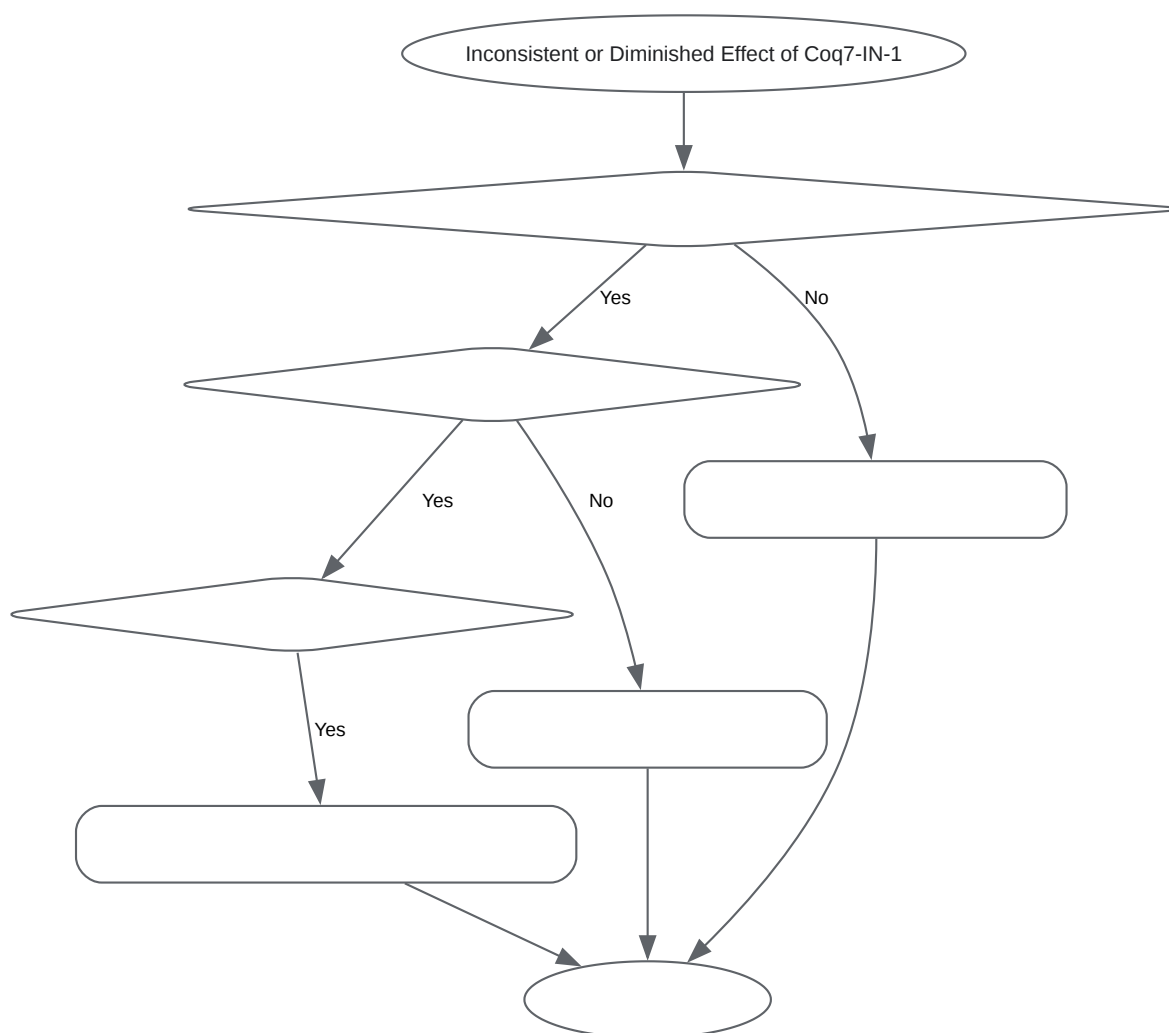 Inconsistent or Diminished Effect of Coq7-IN-1
Yes
No
Yes
No
Yes